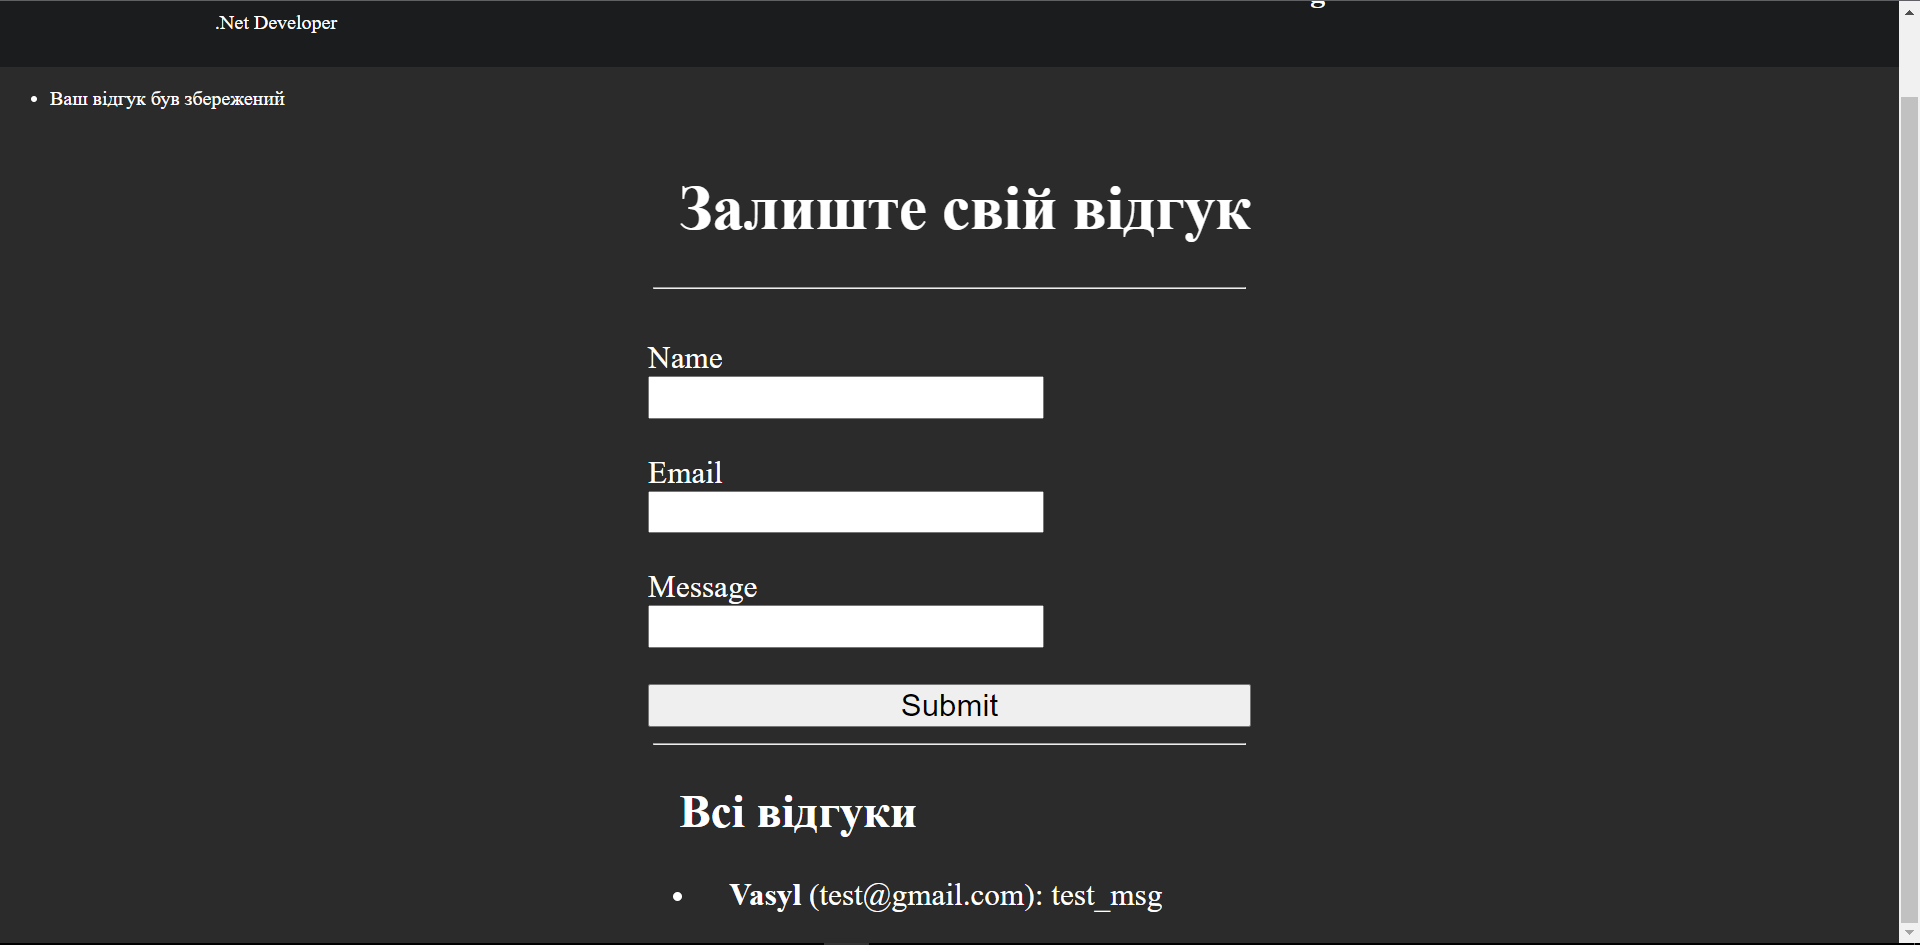 .Net Developer
Ваш відгук був збережений
Залиште свій відгук
Name
Email
Message
Submit
Всі відгуки
Vasyl (test@gmail.com): test_msg